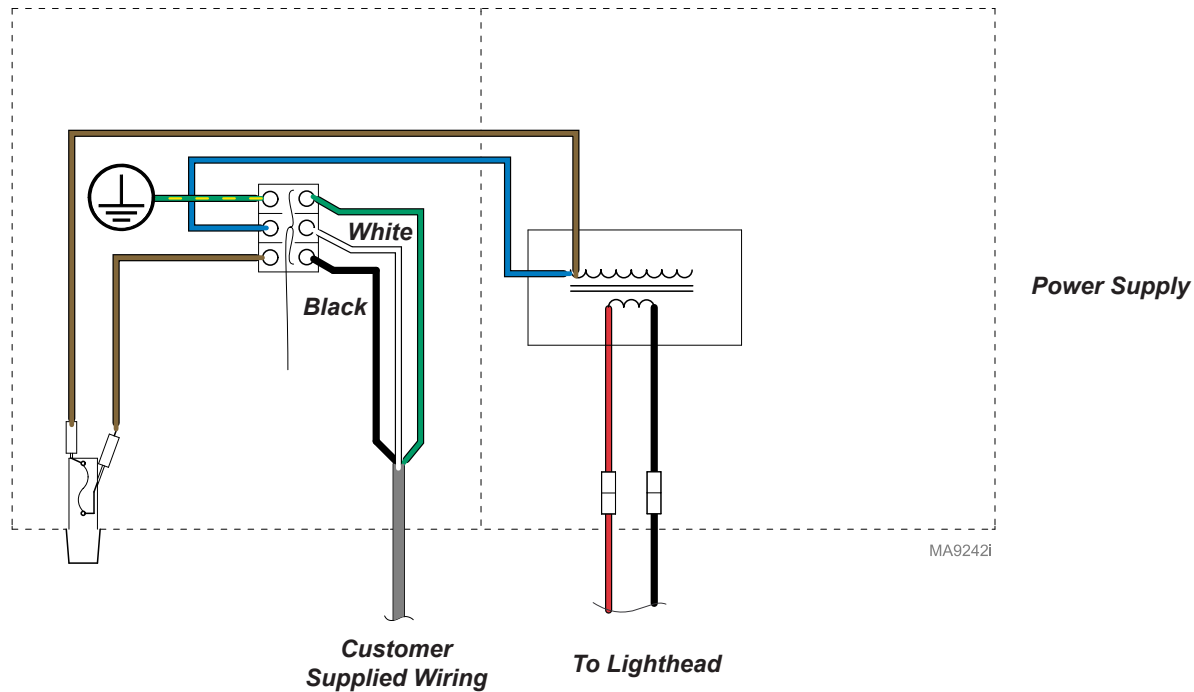 White
Black
Power Supply
MA9242i
Customer
Supplied Wiring
To Lighthead